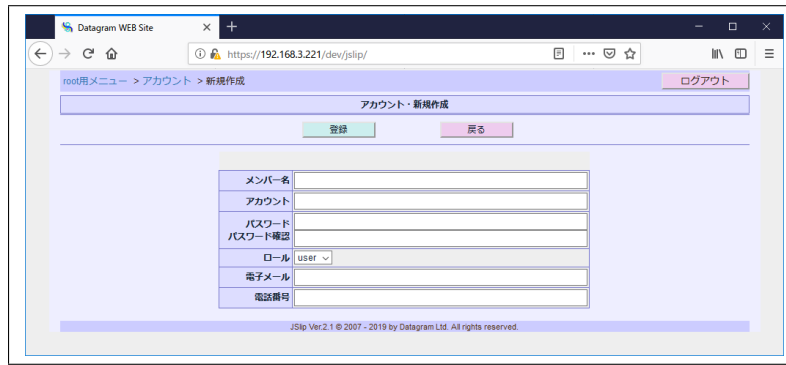 Datagram WEB Site
https://192.168.3.221/dev/jslip/
root用メニュー > アカウント > 新規作成
ログアウト
アカウント・新規作成
登録 戻る
メンバー名
アカウント
パスワード
パスワード確認
ロール user
電子メール
電話番号
JSlip Ver.2.1 © 2007 - 2019 by Datagram Ltd. All rights reserved.